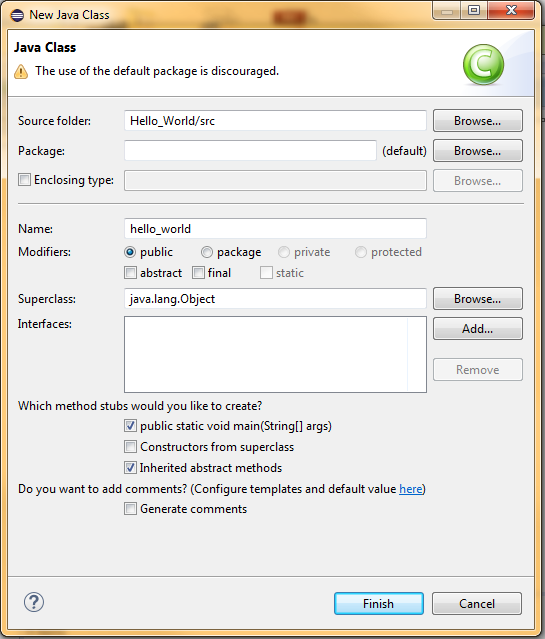 New Java Class
Java Class
The use of the default package is discouraged.
Source folder: Hello_World/src Browse...
Package: (default) Browse...
Enclosing type: Browse...
Name: hello_world
Modifiers: public package private protected
abstract final static
Superclass: java.lang.Object Browse...
Interfaces: Add...
Remove
Which method stubs would you like to create?
public static void main(String[] args)
Constructors from superclass
Inherited abstract methods
Do you want to add comments? (Configure templates and default value here)
Generate comments
? Finish Cancel